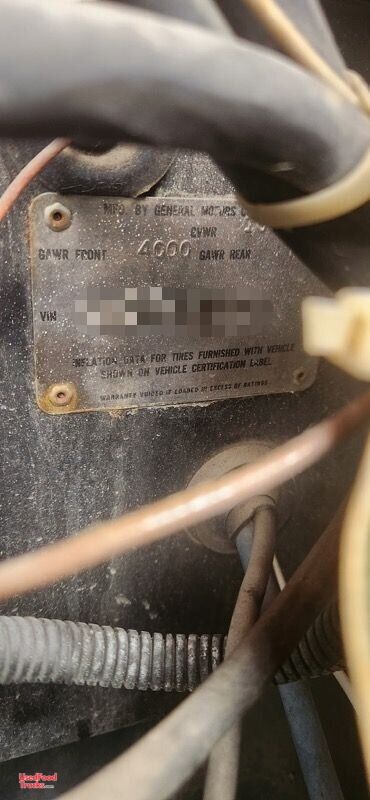 MFD. BY GENERAL MOTORS
GVWR
GAWR FRONT 4000 GAWR REAR
VIN
INFLATION DATA FOR TIRES FURNISHED WITH VEHICLE
SHOWN ON VEHICLE CERTIFICATION LABEL
WARRANTY VOIDED IF LOADED IN EXCESS OF RATINGS
UsedFood
Trucks